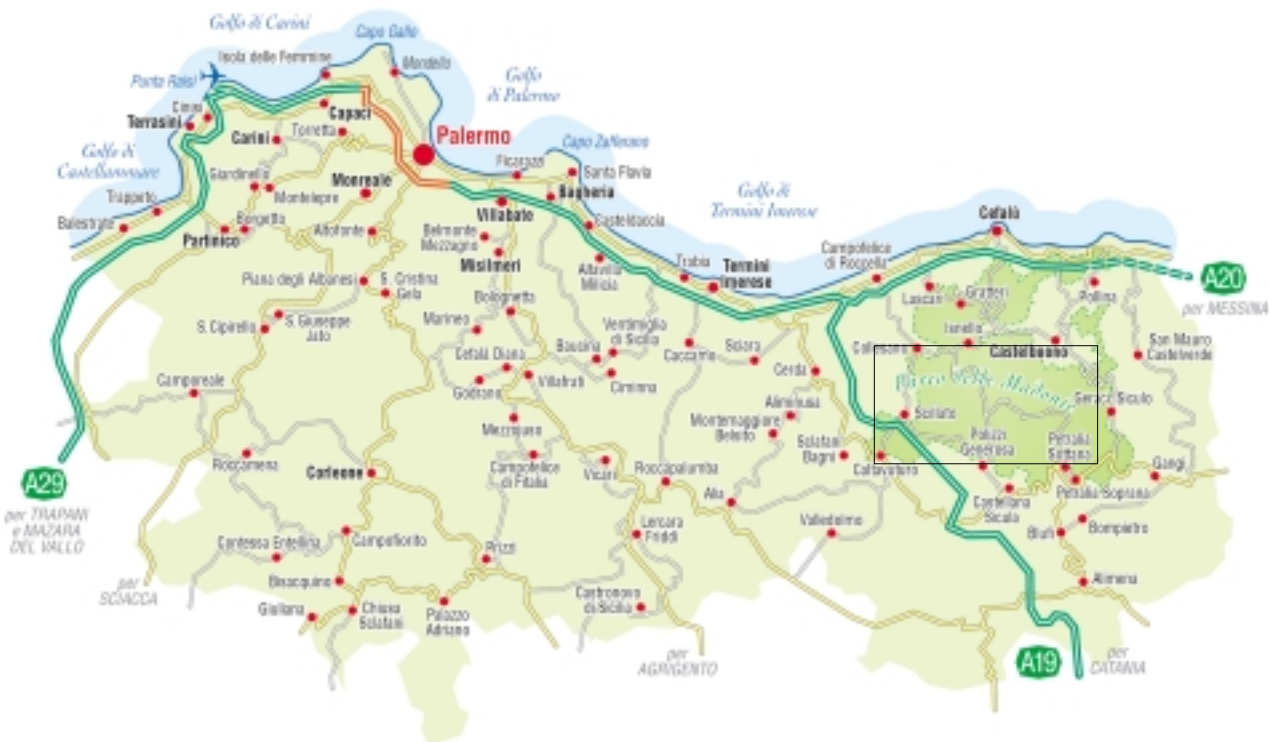 Golfo di Carini
Capo Gallo
Isola delle Femmine
Mondello
Punta Raisi
Golfo
di Palermo
Cinisi
Terrasini
Capaci
Carini
Torretta
Palermo
Capo Zafferano
Golfo di
Castellammare
Ficarazzi
Santa Flavia
Giardinello
Monreale
Bagheria
Golfo di
Termini Imerese
Montelepre
Trappeto
Villabate
Cefalù
Balestrate
Borgetta
Partinico
Altofonte
Belmonte
Mezzagno
Casteldaccia
Campofelice
di Roccella
Misilmeri
Altavilla
Milicia
Trabia
Termini
Imerese
A20
per MESSINA
Piana degli Albanesi
S. Cristina
Gela
Lascari
Gratteri
Pollina
Bolognetta
S. Cipirello
S. Giuseppe
Jato
Marineo
Ventimiglia
di Sicilia
Isnello
San Mauro
Castelverde
Cefalà Diana
Baucina
Caccamo
Sciara
Collesano
Castelbuono
Godrano
Villafrati
Ciminna
Cerda
Parco delle Madonie
Camporeale
Aliminusa
Geraci Siculo
Mezzojuso
Montemaggiore
Belsito
Scillato
Sclafani
Bagni
Polizzi
Generosa
Petralia
Sottana
Roccamena
Corleone
Campofelice
di Fitalia
Vicari
Roccapalumba
Caltavuturo
Gangi
A29
per TRAPANI
e MAZARA
DEL VALLO
Alia
Castellana
Sicula
Petralia Soprana
Valledolmo
Lercara
Friddi
Blufi
Bompietro
Contessa Entellina
Campofiorito
Prizzi
per
SCIACCA
Bisacquino
Alimena
Giuliana
Chiusa
Sclafani
Palazzo
Adriano
Castronovo
di Sicilia
per
AGRIGENTO
A19
per
CATANIA